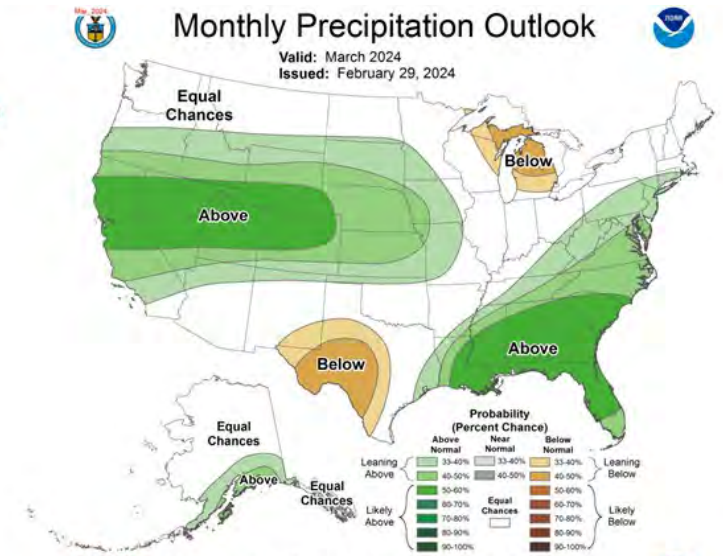 Mar, 2024
Monthly Precipitation Outlook
NOAA
Valid: March 2024
Issued: February 29, 2024
Equal
Chances
Below
Above
Above
Below
Equal
Chances
Above
Equal
Chances
Probability
(Percent Chance)
Above
Normal
Near
Normal
Below
Normal
Leaning
Above
33-40%
33-40%
33-40%
Leaning
Below
40-50%
40-50%
40-50%
Likely
Above
50-60%
60-70%
70-80%
80-90%
90-100%
Equal
Chances
50-60%
60-70%
70-80%
80-90%
90-100%
Likely
Below